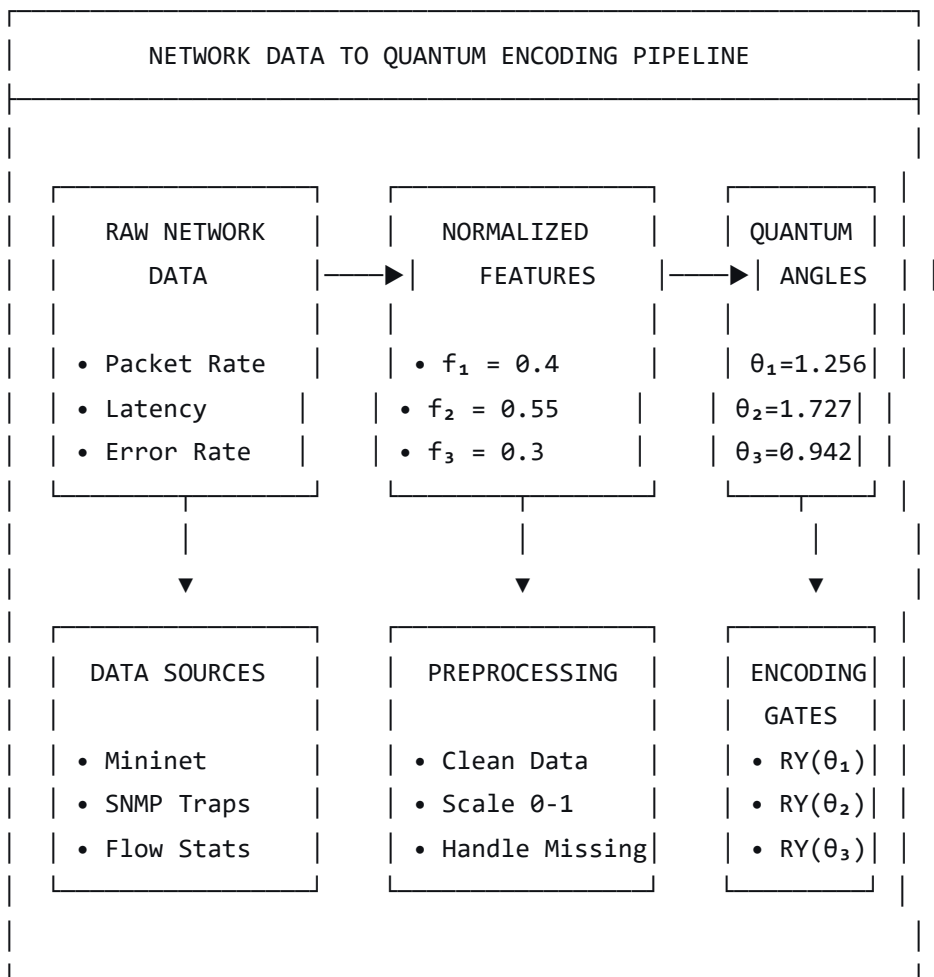 NETWORK DATA TO QUANTUM ENCODING PIPELINE
RAW NETWORK NORMALIZED QUANTUM
DATA FEATURES ANGLES
• Packet Rate • f₁ = 0.4 θ₁=1.256
• Latency • f₂ = 0.55 θ₂=1.727
• Error Rate • f₃ = 0.3 θ₃=0.942
DATA SOURCES PREPROCESSING ENCODING
GATES
• Mininet • Clean Data • RY(θ₁)
• SNMP Traps • Scale 0-1 • RY(θ₂)
• Flow Stats • Handle Missing • RY(θ₃)